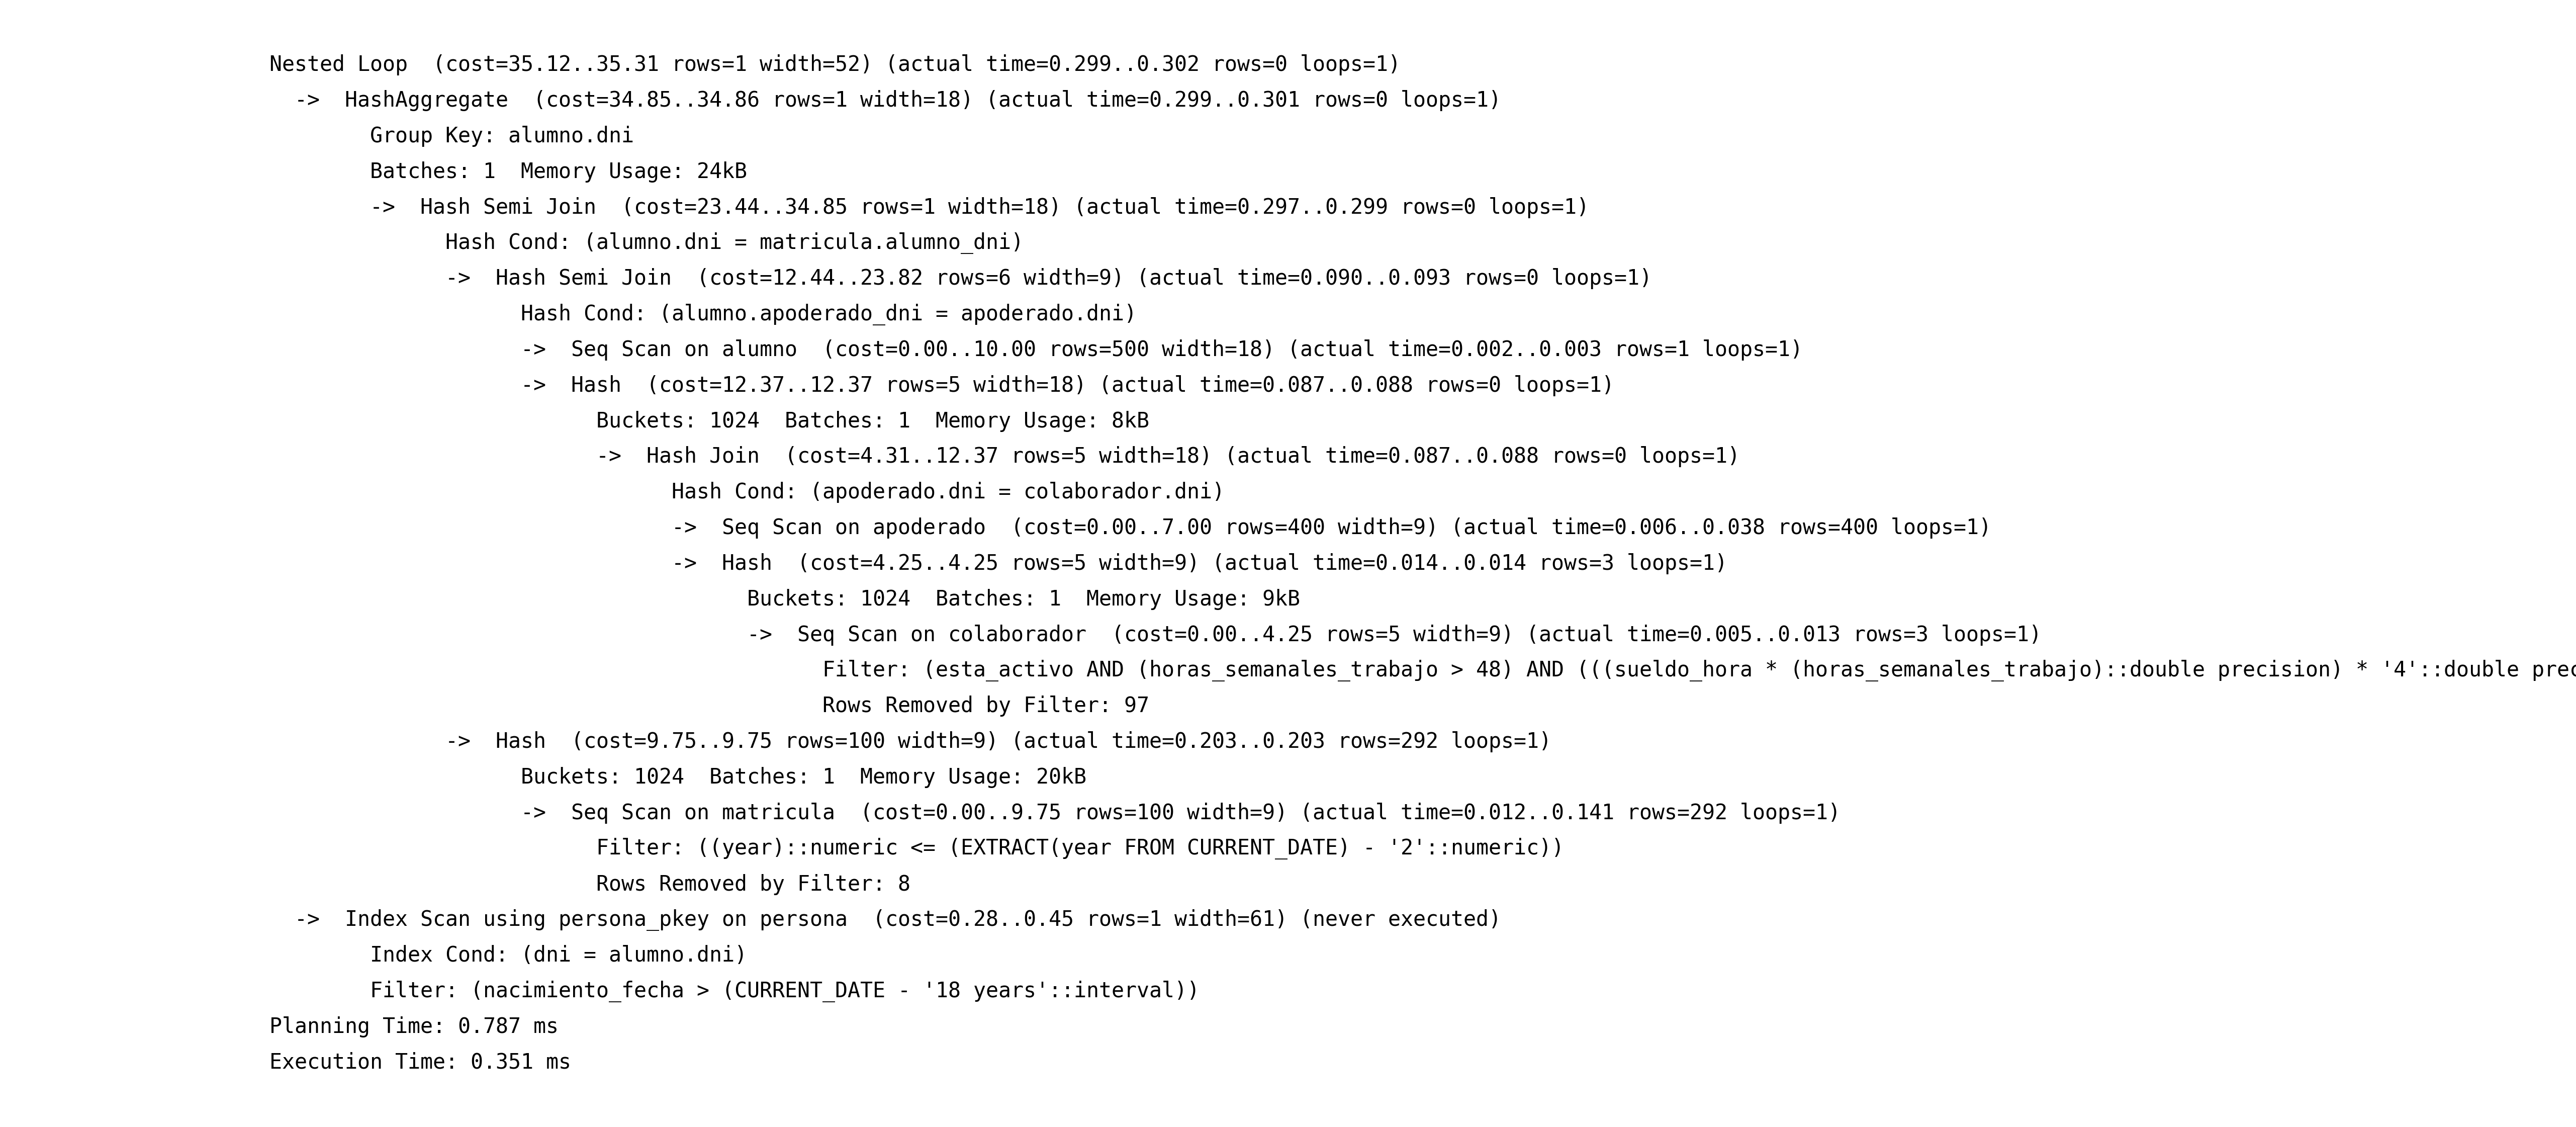 Nested Loop  (cost=35.12..35.31 rows=1 width=52) (actual time=0.299..0.302 rows=0 loops=1)
  ->  HashAggregate  (cost=34.85..34.86 rows=1 width=18) (actual time=0.299..0.301 rows=0 loops=1)
        Group Key: alumno.dni
        Batches: 1  Memory Usage: 24kB
        ->  Hash Semi Join  (cost=23.44..34.85 rows=1 width=18) (actual time=0.297..0.299 rows=0 loops=1)
              Hash Cond: (alumno.dni = matricula.alumno_dni)
              ->  Hash Semi Join  (cost=12.44..23.82 rows=6 width=9) (actual time=0.090..0.093 rows=0 loops=1)
                    Hash Cond: (alumno.apoderado_dni = apoderado.dni)
                    ->  Seq Scan on alumno  (cost=0.00..10.00 rows=500 width=18) (actual time=0.002..0.003 rows=1 loops=1)
                    ->  Hash  (cost=12.37..12.37 rows=5 width=18) (actual time=0.087..0.088 rows=0 loops=1)
                          Buckets: 1024  Batches: 1  Memory Usage: 8kB
                          ->  Hash Join  (cost=4.31..12.37 rows=5 width=18) (actual time=0.087..0.088 rows=0 loops=1)
                                Hash Cond: (apoderado.dni = colaborador.dni)
                                ->  Seq Scan on apoderado  (cost=0.00..7.00 rows=400 width=9) (actual time=0.006..0.038 rows=400 loops=1)
                                ->  Hash  (cost=4.25..4.25 rows=5 width=9) (actual time=0.014..0.014 rows=3 loops=1)
                                      Buckets: 1024  Batches: 1  Memory Usage: 9kB
                                      ->  Seq Scan on colaborador  (cost=0.00..4.25 rows=5 width=9) (actual time=0.005..0.013 rows=3 loops=1)
                                            Filter: (esta_activo AND (horas_semanales_trabajo > 48) AND (((sueldo_hora * (horas_semanales_trabajo)::double precision) * '4'::double
                                            Rows Removed by Filter: 97
              ->  Hash  (cost=9.75..9.75 rows=100 width=9) (actual time=0.203..0.203 rows=292 loops=1)
                    Buckets: 1024  Batches: 1  Memory Usage: 20kB
                    ->  Seq Scan on matricula  (cost=0.00..9.75 rows=100 width=9) (actual time=0.012..0.141 rows=292 loops=1)
                          Filter: ((year)::numeric <= (EXTRACT(year FROM CURRENT_DATE) - '2'::numeric))
                          Rows Removed by Filter: 8
  ->  Index Scan using persona_pkey on persona  (cost=0.28..0.45 rows=1 width=61) (never executed)
        Index Cond: (dni = alumno.dni)
        Filter: (nacimiento_fecha > (CURRENT_DATE - '18 years'::interval))
Planning Time: 0.787 ms
Execution Time: 0.351 ms